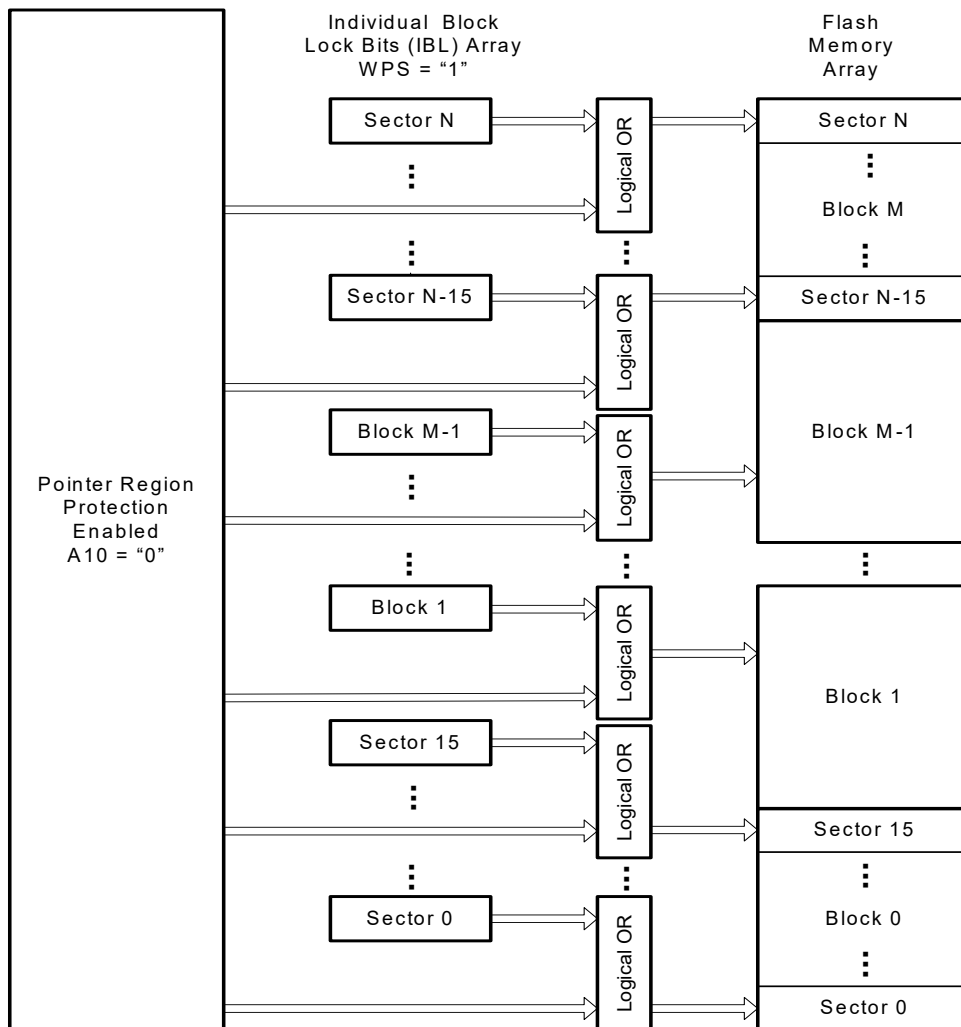 Individual Block
Lock Bits (IBL) Array
WPS = “1”
Flash
Memory
Array
Sector N
Logical OR
Sector N
Block M
Sector N-15
Logical OR
Sector N-15
Block M-1
Logical OR
Block M-1
Pointer Region
Protection
Enabled
A10 = “0”
Block 1
Logical OR
Block 1
Sector 15
Logical OR
Sector 15
Sector 0
Logical OR
Block 0
Sector 0